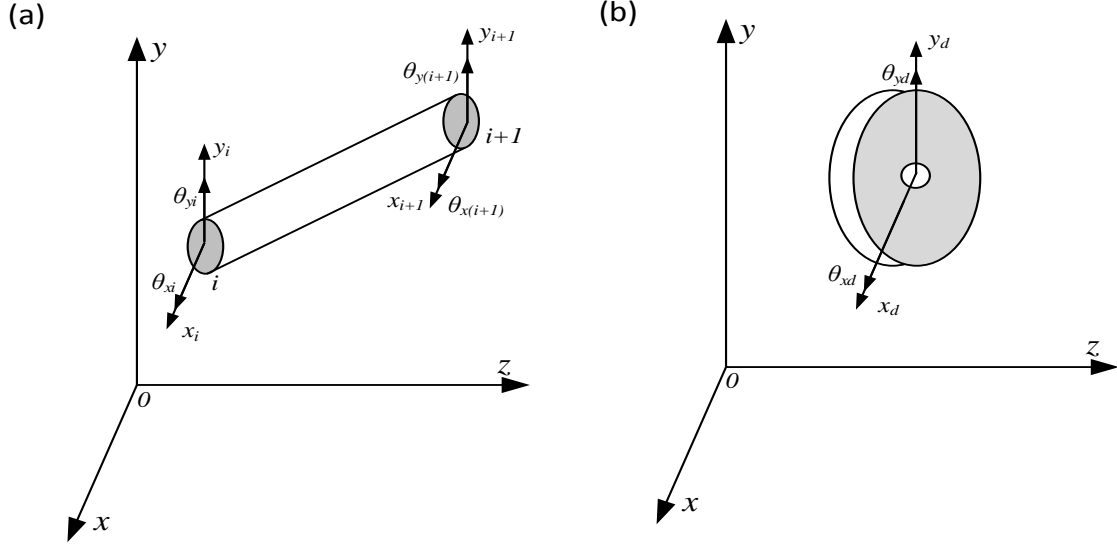 (a)
y
y_{i+1}
θ_{y(i+1)}
i+1
x_{i+1}
θ_{x(i+1)}
y_i
θ_{yi}
θ_{xi}
i
x_i
z
0
x
(b)
y
y_d
θ_{yd}
θ_{xd}
x_d
z
0
x